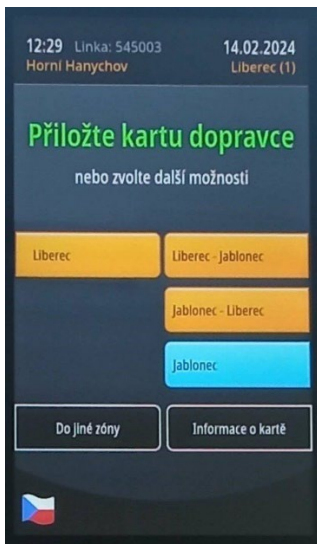 12:29 Linka: 545003 14.02.2024
Horní Hanychov Liberec (1)
Přiložte kartu dopravce
nebo zvolte další možnosti
Liberec Liberec - Jablonec
Jablonec - Liberec
Jablonec
Do jiné zóny Informace o kartě